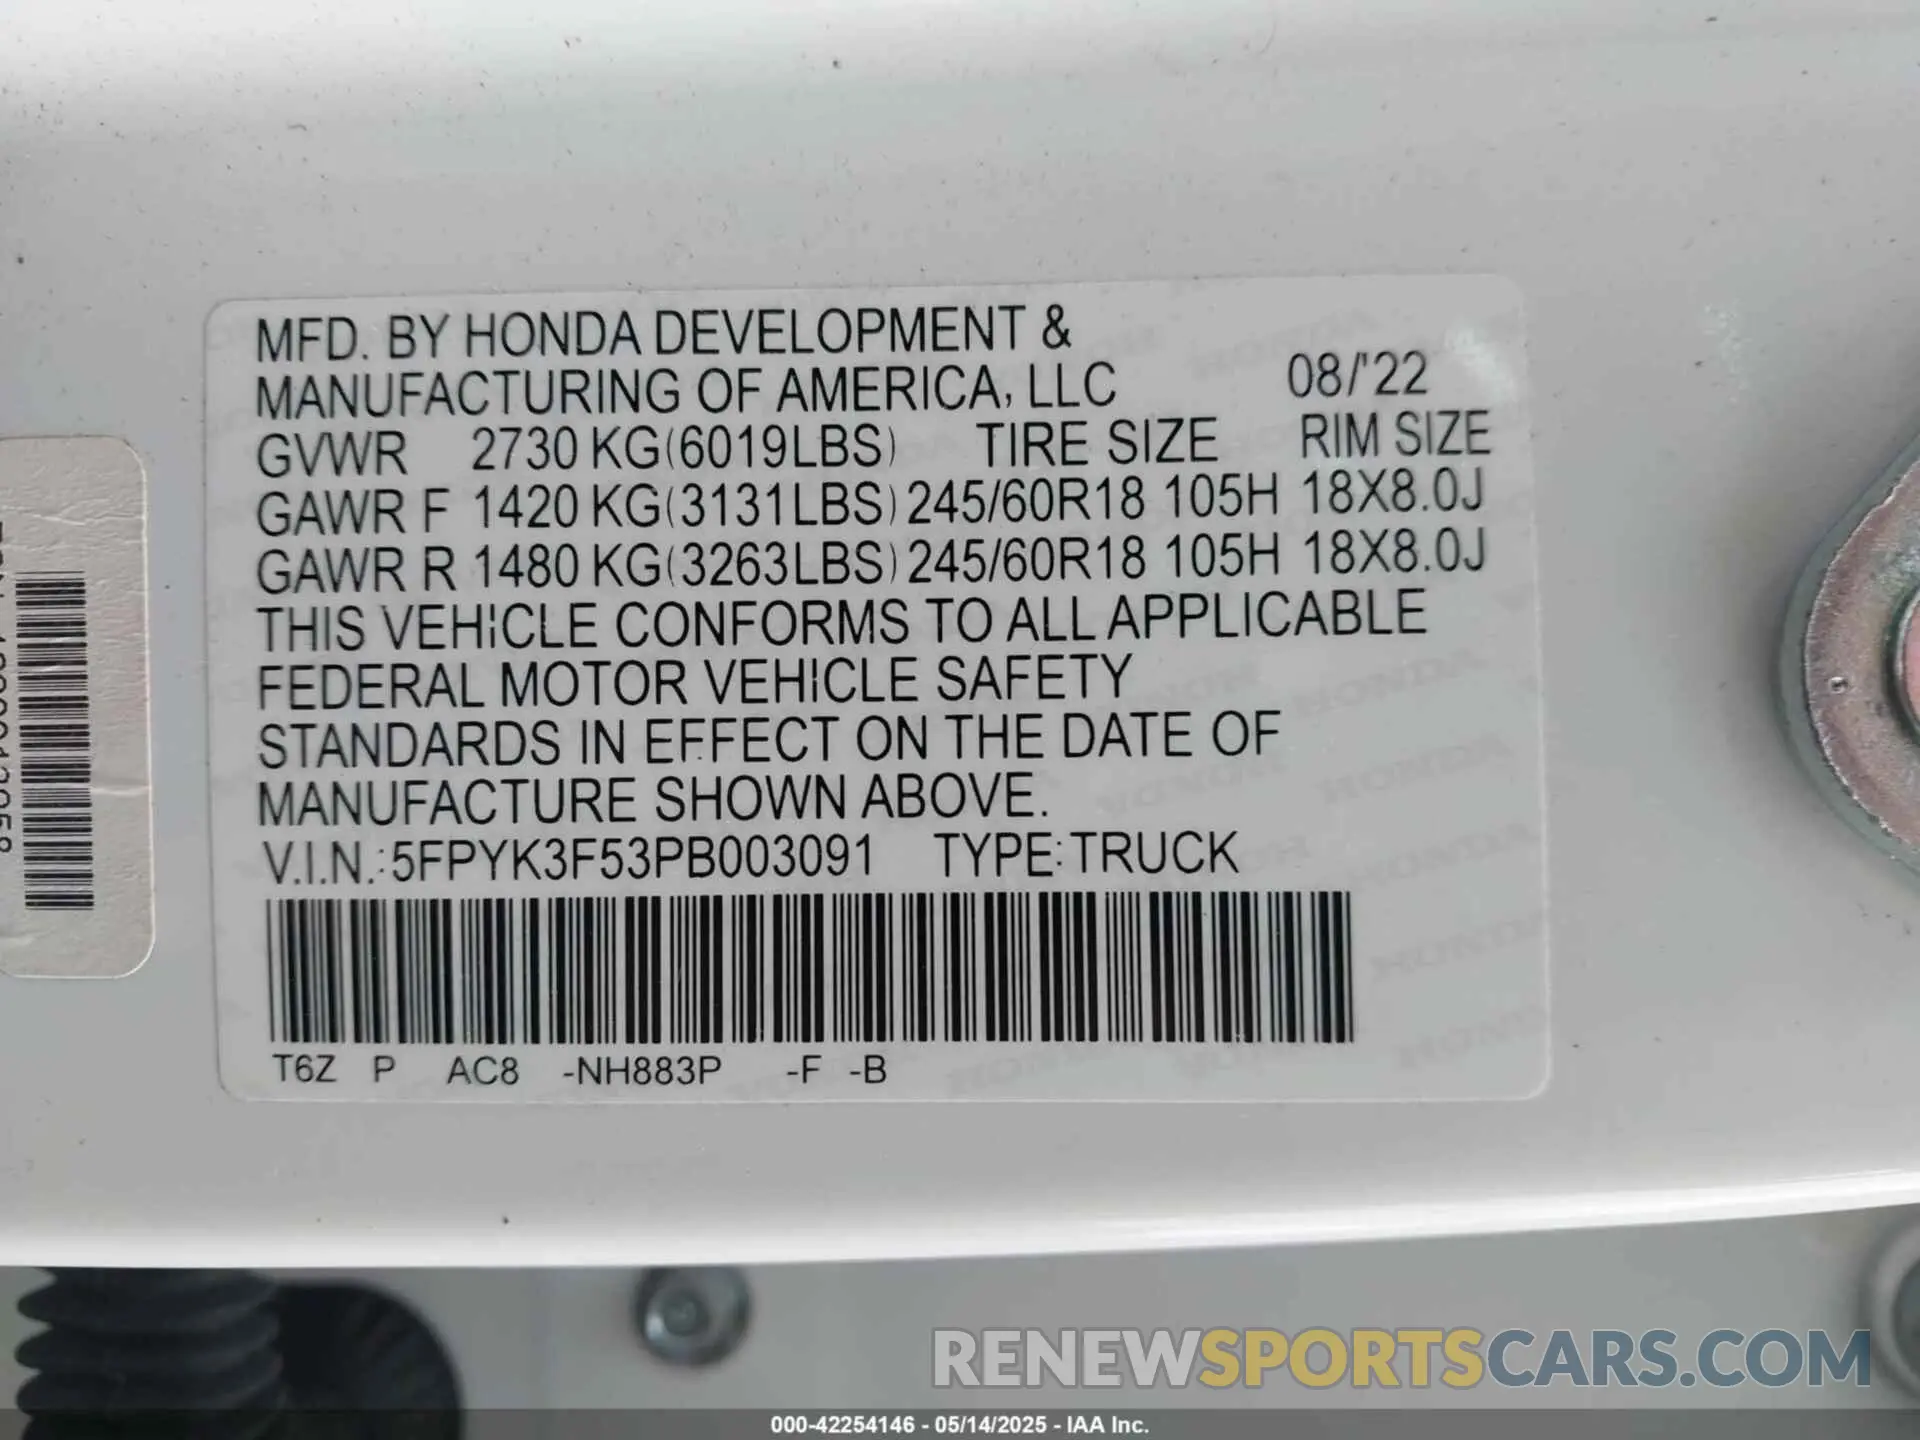 MFD. BY HONDA DEVELOPMENT &
MANUFACTURING OF AMERICA, LLC 08/'22
GVWR 2730 KG(6019LBS) TIRE SIZE RIM SIZE
GAWR F 1420 KG(3131LBS) 245/60R18 105H 18X8.0J
GAWR R 1480 KG(3263LBS) 245/60R18 105H 18X8.0J
THIS VEHICLE CONFORMS TO ALL APPLICABLE
FEDERAL MOTOR VEHICLE SAFETY
STANDARDS IN EFFECT ON THE DATE OF
MANUFACTURE SHOWN ABOVE.
V.I.N.: 5FPYK3F53PB003091 TYPE:TRUCK
T6Z P AC8 -NH883P -F -B
RENEWSPORTSCARS.COM
000-42254146 - 05/14/2025 - IAA Inc.